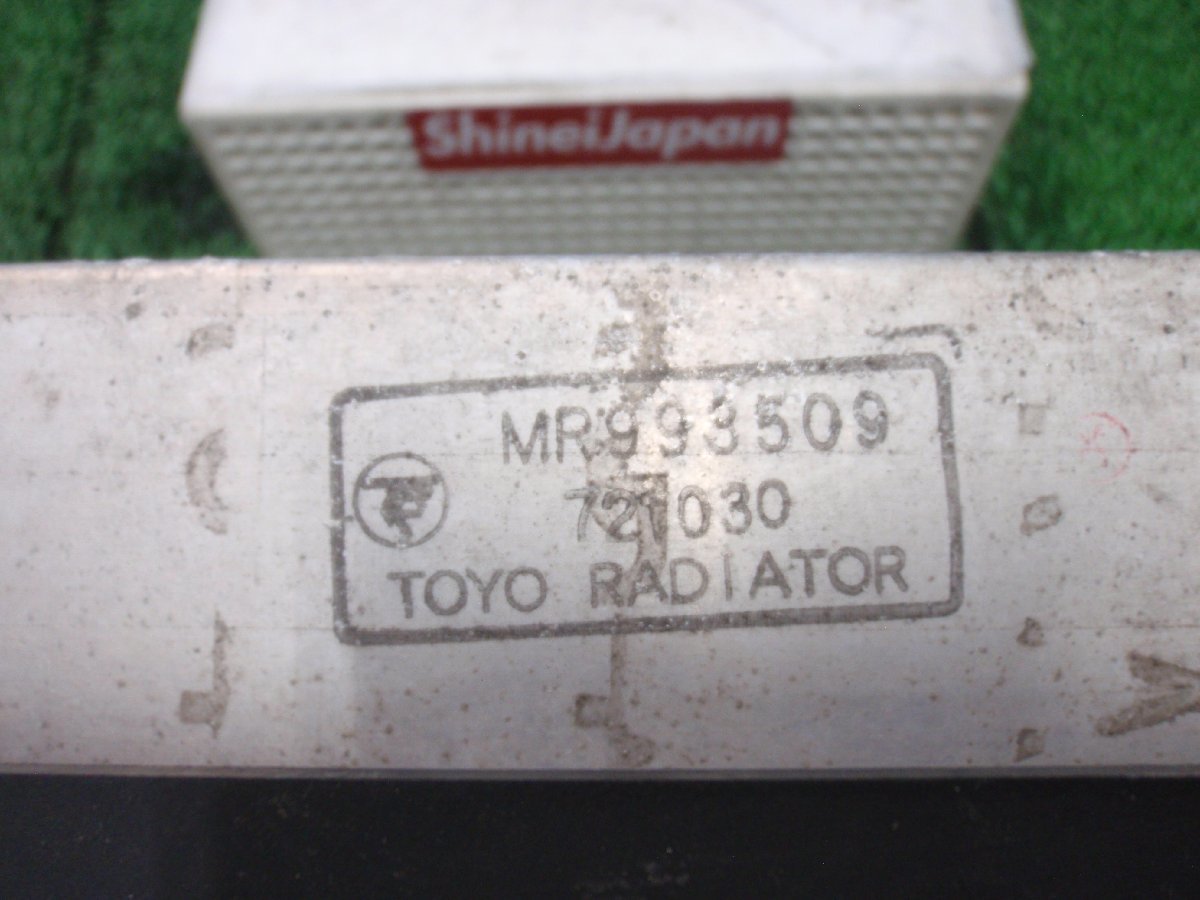 ShineiJapan
MR993509
721030
TOYO RADIATOR